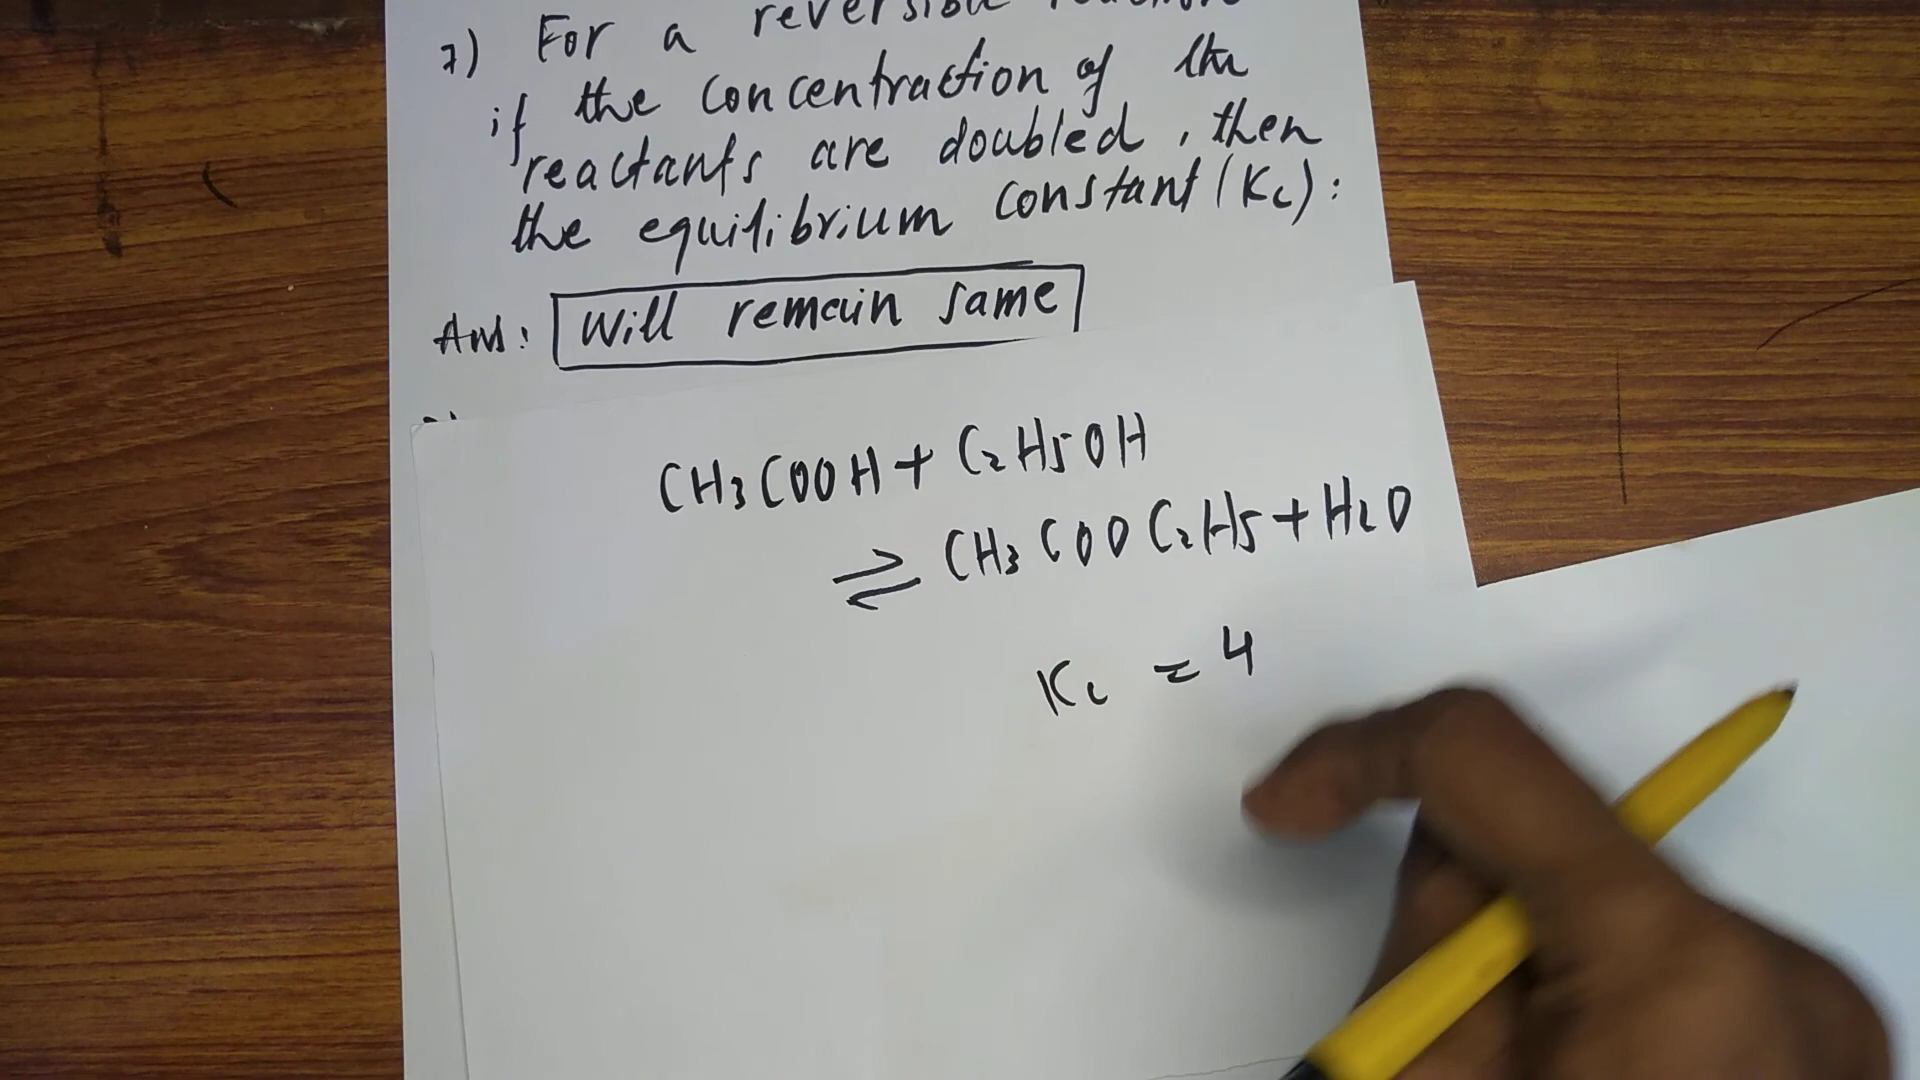 7) For a reversible
if the concentration of the
reactants are doubled, then
the equilibrium constant (Kc):
Ans: Will remain same
CH3COOH + C2H5OH
⇌ CH3COOC2H5 + H2O
Kc = 4